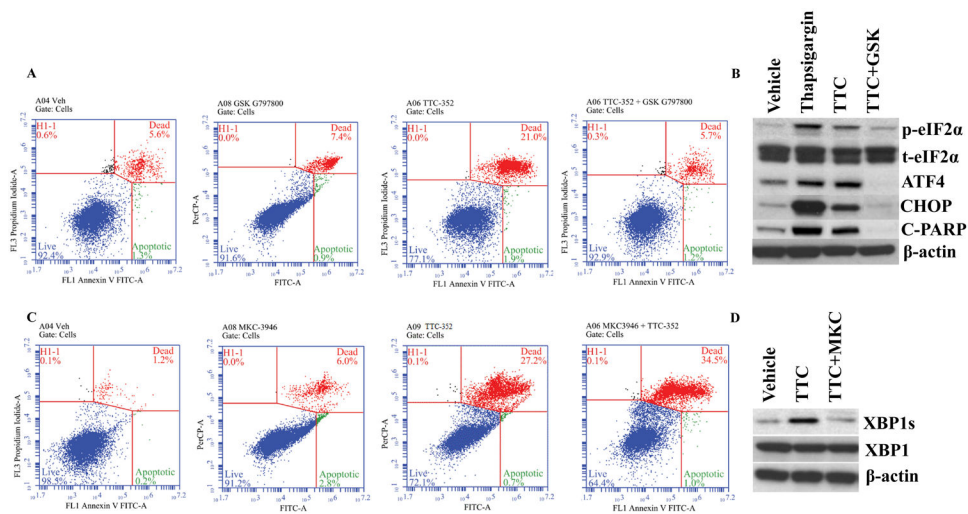 A
A04 Veh
Gate: Cells
H1-1
0.6%
Dead
5.6%
Live
92.4%
Apoptotic
1.3%
FL3 Propidium Iodide-A
FL1 Annexin V FITC-A
A08 GSK G797800
Gate: Cells
H1-1
0.0%
Dead
7.4%
Live
91.6%
Apoptotic
0.9%
PerCP-A
FITC-A
A06 TTC-352
Gate: Cells
H1-1
0.0%
Dead
21.0%
Live
77.1%
Apoptotic
1.9%
FL3 Propidium Iodide-A
FL1 Annexin V FITC-A
A06 TTC-352 + GSK G797800
Gate: Cells
H1-1
0.3%
Dead
5.7%
Live
92.9%
Apoptotic
1.2%
FL3 Propidium Iodide-A
FL1 Annexin V FITC-A
B
Vehicle
Thapsigargin
TTC
TTC+GSK
p-eIF2α
t-eIF2α
ATF4
CHOP
C-PARP
β-actin
C
A04 Veh
Gate: Cells
H1-1
0.1%
Dead
1.2%
Live
98.5%
Apoptotic
0.2%
FL3 Propidium Iodide-A
FL1 Annexin V FITC-A
A08 MKC-3946
Gate: Cells
H1-1
0.0%
Dead
6.0%
Live
91.2%
Apoptotic
2.8%
PerCP-A
FITC-A
A09 TTC-352
Gate: Cells
H1-1
0.1%
Dead
27.2%
Live
72.1%
Apoptotic
0.7%
PerCP-A
FITC-A
A06 MKC3946 + TTC-352
Gate: Cells
H1-1
0.1%
Dead
34.5%
Live
64.4%
Apoptotic
1.0%
FL3 Propidium Iodide-A
FL1 Annexin V FITC-A
D
Vehicle
TTC
TTC+MKC
XBP1s
XBP1
β-actin